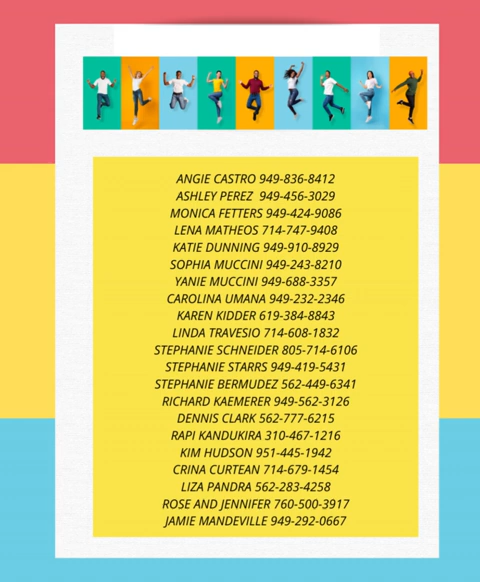 ANGIE CASTRO 949-836-8412
ASHLEY PEREZ 949-456-3029
MONICA FETTERS 949-424-9086
LENA MATHEOS 714-747-9408
KATIE DUNNING 949-910-8929
SOPHIA MUCCINI 949-243-8210
YANIE MUCCINI 949-688-3357
CAROLINA UMANA 949-232-2346
KAREN KIDDER 619-384-8843
LINDA TRAVESIO 714-608-1832
STEPHANIE SCHNEIDER 805-714-6106
STEPHANIE STARRS 949-419-5431
STEPHANIE BERMUDEZ 562-449-6341
RICHARD KAEMERER 949-562-3126
DENNIS CLARK 562-777-6215
RAPI KANDUKIRA 310-467-1216
KIM HUDSON 951-445-1942
CRINA CURTEAN 714-679-1454
LIZA PANDRA 562-283-4258
ROSE AND JENNIFER 760-500-3917
JAMIE MANDEVILLE 949-292-0667